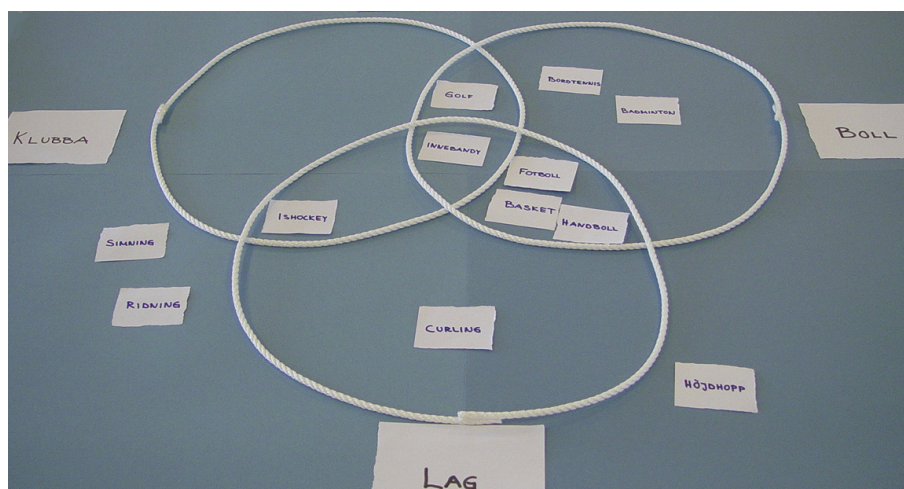 KLUBBA
BOLL
GOLF
BORDTENNIS
BADMINTON
INNEBANDY
FOTBOLL
BASKET
HANDBOLL
ISHOCKEY
SIMNING
RIDNING
CURLING
HÖJDHOPP
LAG